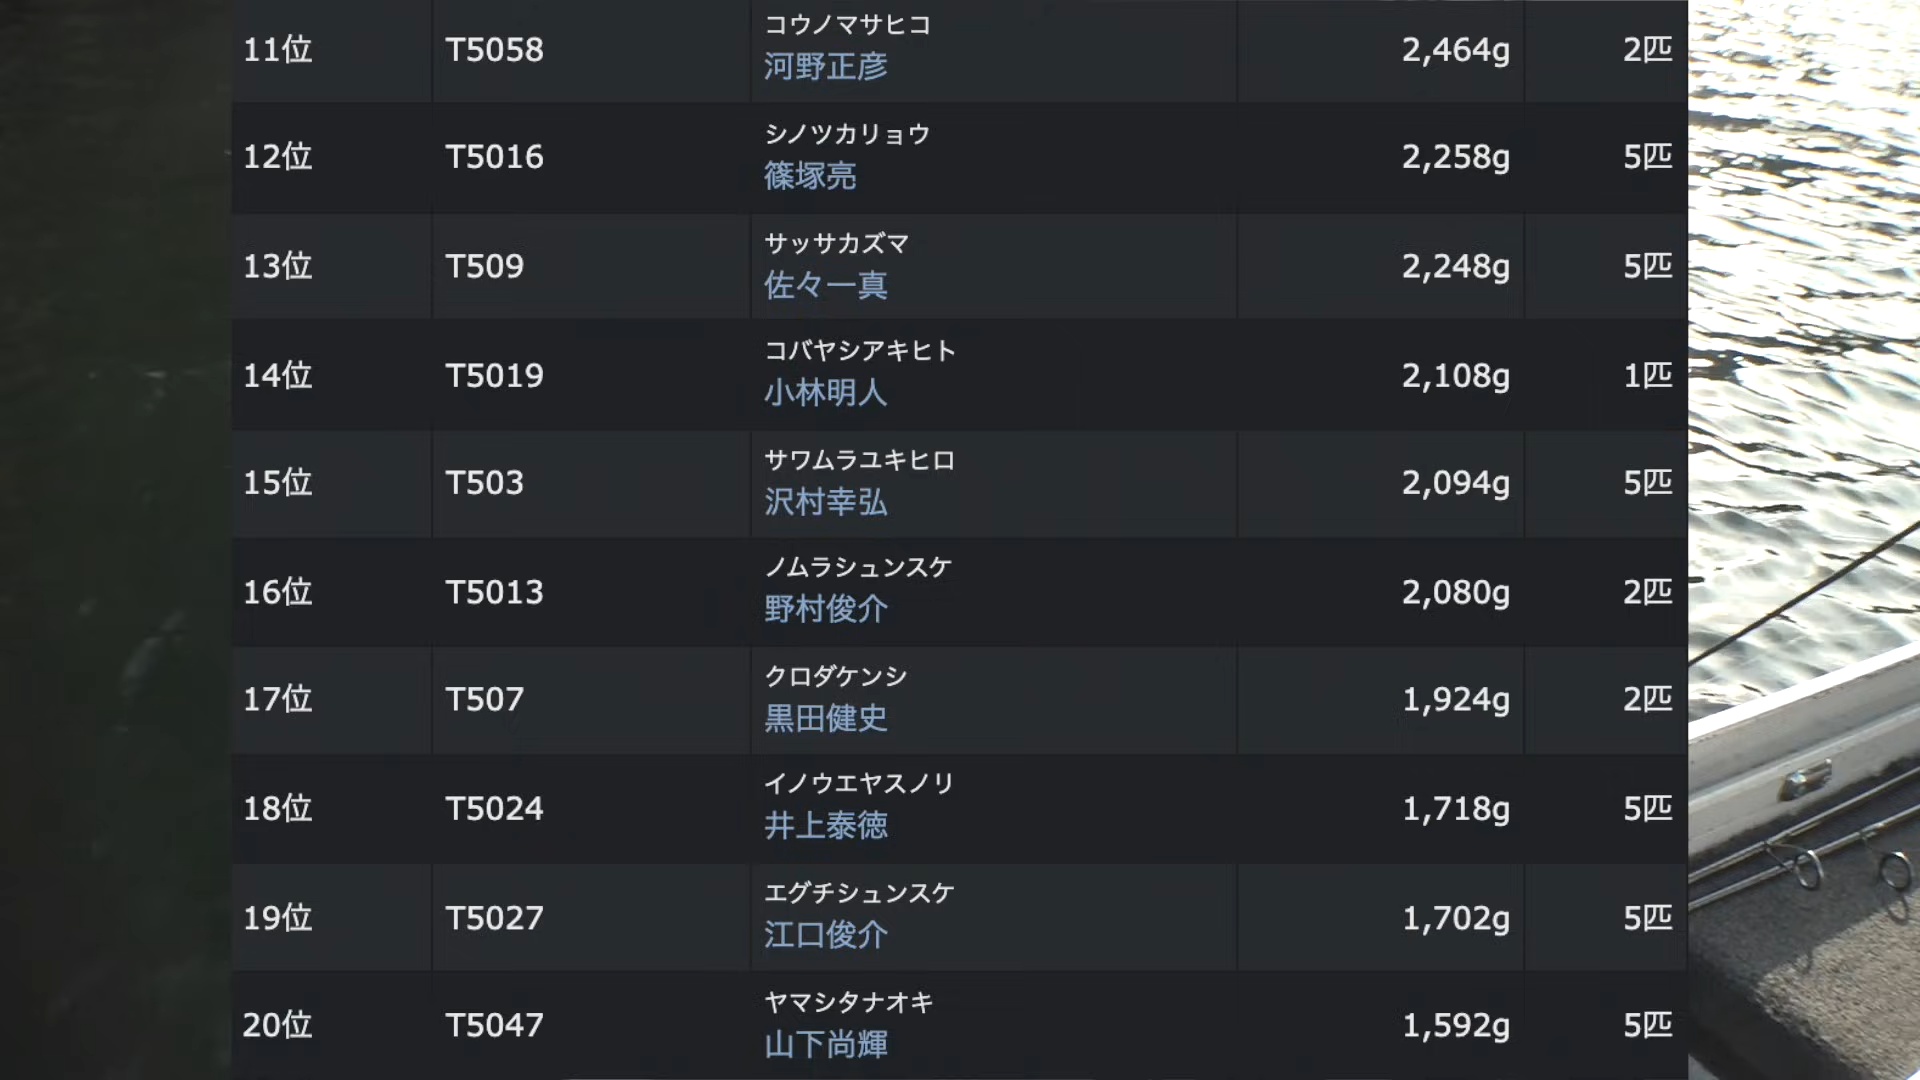 コウノマサヒコ
11位 T5058 河野正彦 2,464g 2匹
シノツカリョウ
12位 T5016 篠塚亮 2,258g 5匹
サッサカズマ
13位 T509 佐々一真 2,248g 5匹
コバヤシアキヒト
14位 T5019 小林明人 2,108g 1匹
サワムラユキヒロ
15位 T503 沢村幸弘 2,094g 5匹
ノムラシュンスケ
16位 T5013 野村俊介 2,080g 2匹
クロダケンシ
17位 T507 黒田健史 1,924g 2匹
イノウエヤスノリ
18位 T5024 井上泰徳 1,718g 5匹
エグチシュンスケ
19位 T5027 江口俊介 1,702g 5匹
ヤマシタナオキ
20位 T5047 山下尚輝 1,592g 5匹